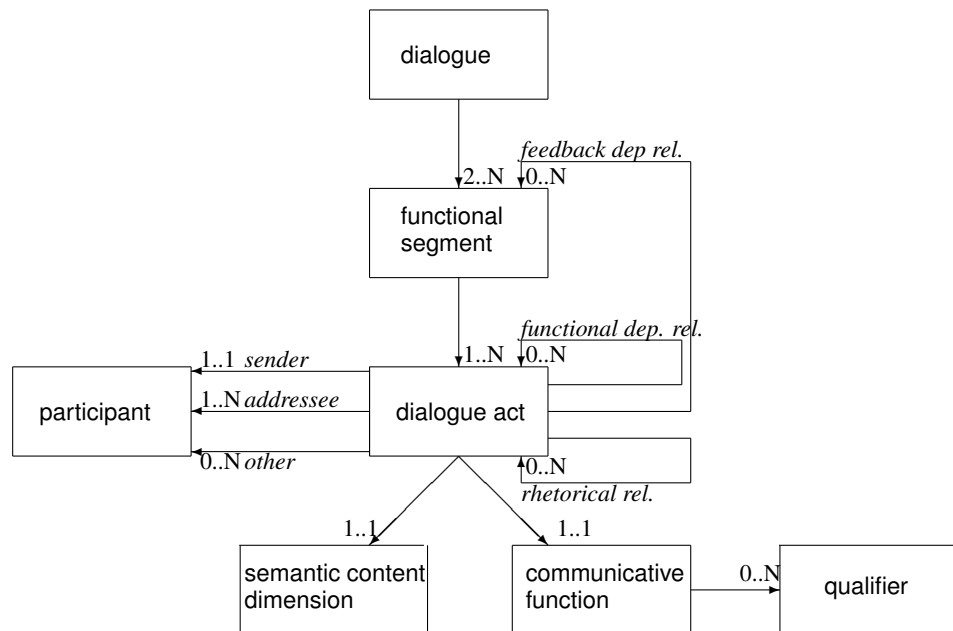 dialogue
feedback dep rel.
2..N 0..N
functional
segment
functional dep. rel.
1..N 0..N
1..1 sender
participant
1..N addressee
dialogue act
0..N other
0..N
rhetorical rel.
1..1 1..1
semantic content
dimension
communicative
function
0..N
qualifier